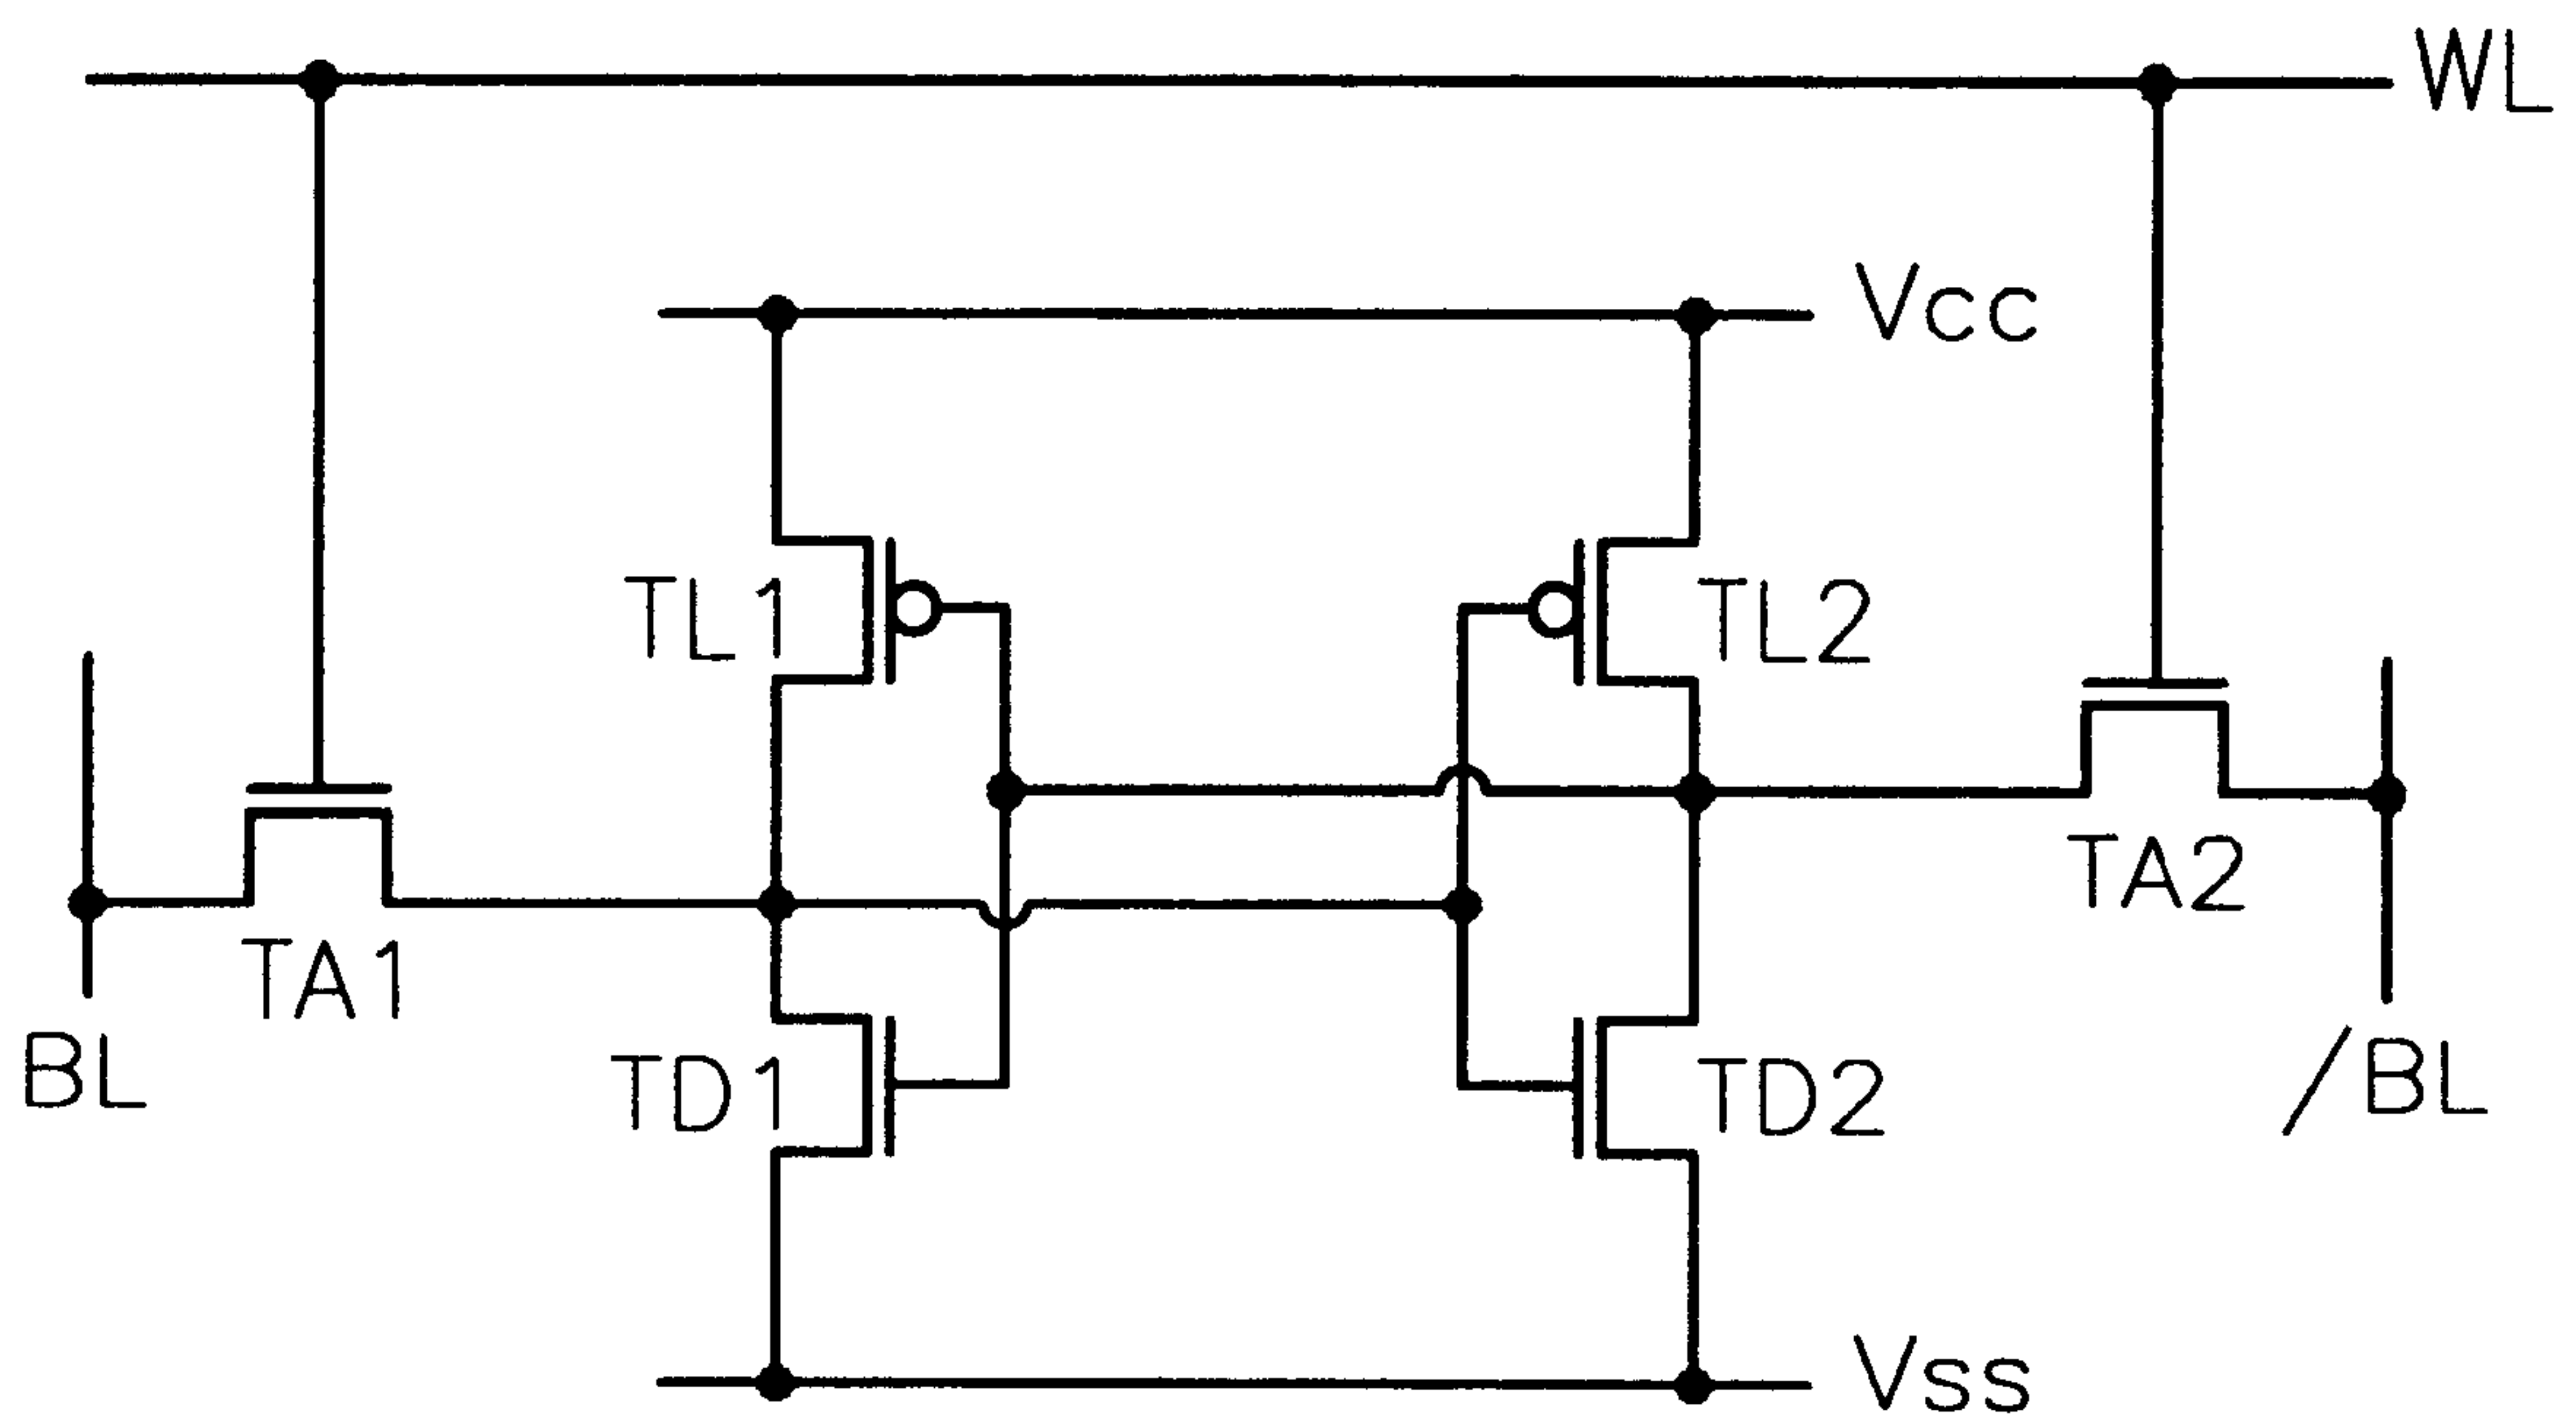 WL
Vcc
TL1
TL2
TA1
TA2
BL
TD1
TD2
/BL
Vss